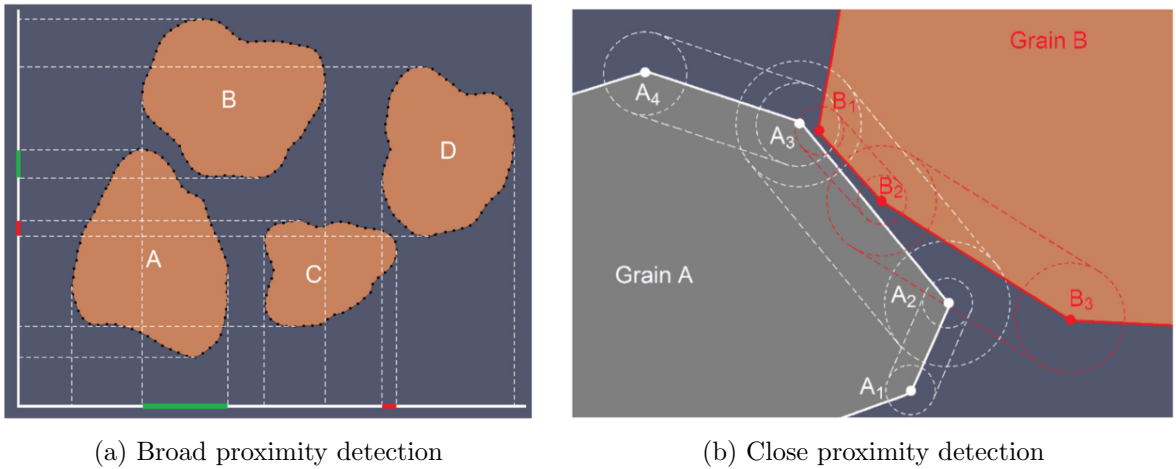 B
D
A
C
Grain B
A₄
B₁
A₃
B₂
Grain A
A₂
B₃
A₁
(a) Broad proximity detection
(b) Close proximity detection